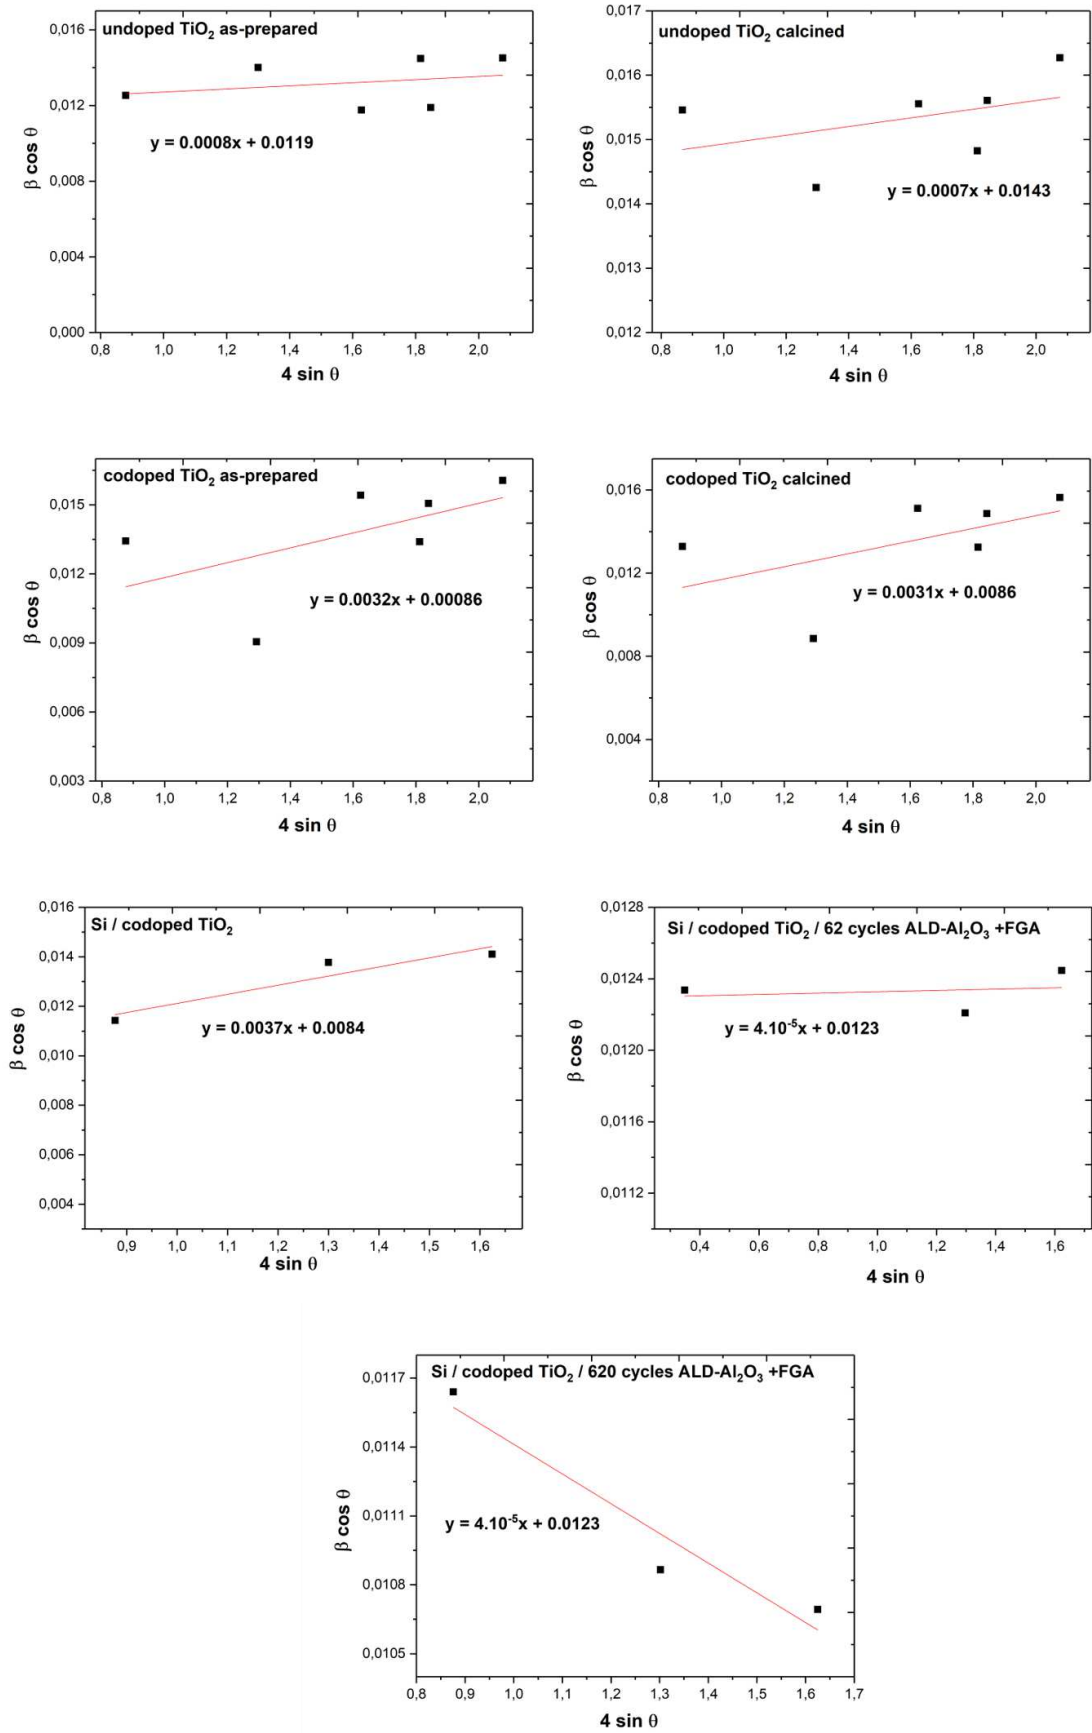 undoped TiO₂ as-prepared
0,016
0,012
0,008
0,004
0,000
β cos θ
y = 0.0008x + 0.0119
0,8 1,0 1,2 1,4 1,6 1,8 2,0
4 sin θ
undoped TiO₂ calcined
0,017
0,016
0,015
0,014
0,013
0,012
β cos θ
y = 0.0007x + 0.0143
0,8 1,0 1,2 1,4 1,6 1,8 2,0
4 sin θ
codoped TiO₂ as-prepared
0,015
0,012
0,009
0,006
0,003
β cos θ
y = 0.0032x + 0.00086
0,8 1,0 1,2 1,4 1,6 1,8 2,0
4 sin θ
codoped TiO₂ calcined
0,016
0,012
0,008
0,004
β cos θ
y = 0.0031x + 0.0086
0,8 1,0 1,2 1,4 1,6 1,8 2,0
4 sin θ
Si / codoped TiO₂
0,016
0,014
0,012
0,010
0,008
0,006
0,004
β cos θ
y = 0.0037x + 0.0084
0,9 1,0 1,1 1,2 1,3 1,4 1,5 1,6
4 sin θ
Si / codoped TiO₂ / 62 cycles ALD-Al₂O₃ +FGA
0,0128
0,0124
0,0120
0,0116
0,0112
β cos θ
y = 4.10⁻⁵x + 0.0123
0,4 0,6 0,8 1,0 1,2 1,4 1,6
4 sin θ
Si / codoped TiO₂ / 620 cycles ALD-Al₂O₃ +FGA
0,0117
0,0114
0,0111
0,0108
0,0105
β cos θ
y = 4.10⁻⁵x + 0.0123
0,8 0,9 1,0 1,1 1,2 1,3 1,4 1,5 1,6 1,7
4 sin θ